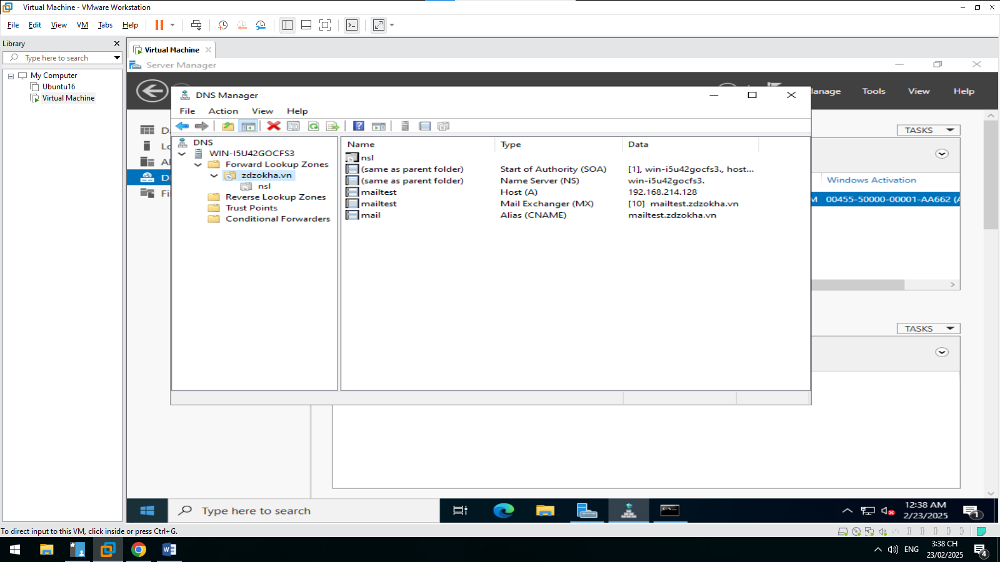 Virtual Machine - VMware Workstation
File Edit View VM Tabs Help
Library
Type here to search
My Computer
Ubuntu16
Virtual Machine
Virtual Machine
Server Manager
Tools View Help
DNS Manager
File Action View Help
DNS
WIN-I5U42GOCFS3
Forward Lookup Zones
zdzokha.vn
nsl
Reverse Lookup Zones
Trust Points
Conditional Forwarders
Name Type Data
nsl
(same as parent folder) Start of Authority (SOA) [1], win-i5u42gocfs3., host...
(same as parent folder) Name Server (NS) win-i5u42gocfs3.
mailtest Host (A) 192.168.214.128
mailtest Mail Exchanger (MX) [10] mailtest.zdzokha.vn
mail Alias (CNAME) mailtest.zdzokha.vn
TASKS
Windows Activation
00455-50000-00001-AA662
TASKS
Type here to search
12:38 AM
2/23/2025
1
To direct input to this VM, click inside or press Ctrl+G.
ENG
3:38 CH
23/02/2025
4